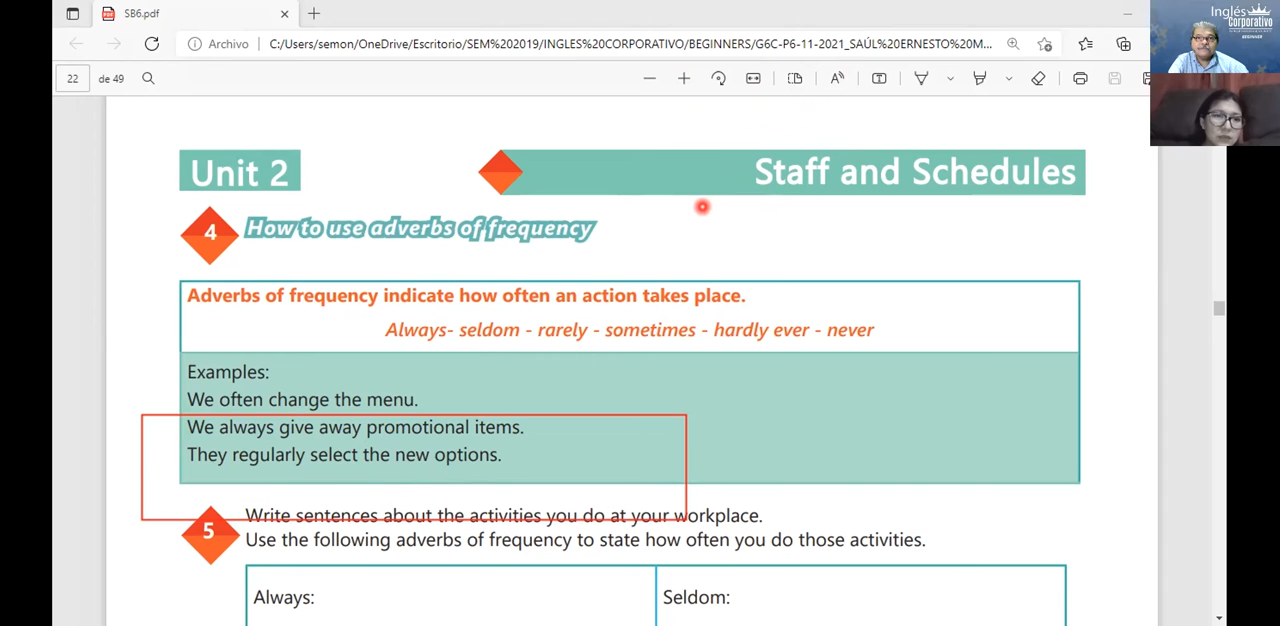 SB6.pdf
Archivo
C:/Users/semon/OneDrive/Escritorio/SEM%202019/INGLES%20CORPORATIVO/BEGINNERS/G6C-P6-11-2021_SAÚL%20ERNESTO%20M...
22 de 49
Inglés
Corporativo
BEGINNER
Unit 2
Staff and Schedules
4 How to use adverbs of frequency
Adverbs of frequency indicate how often an action takes place.
Always- seldom - rarely - sometimes - hardly ever - never
Examples:
We often change the menu.
We always give away promotional items.
They regularly select the new options.
5 Write sentences about the activities you do at your workplace.
Use the following adverbs of frequency to state how often you do those activities.
Always:
Seldom: